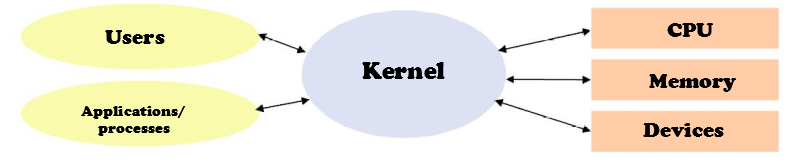 Users
Applications/
processes
Kernel
CPU
Memory
Devices